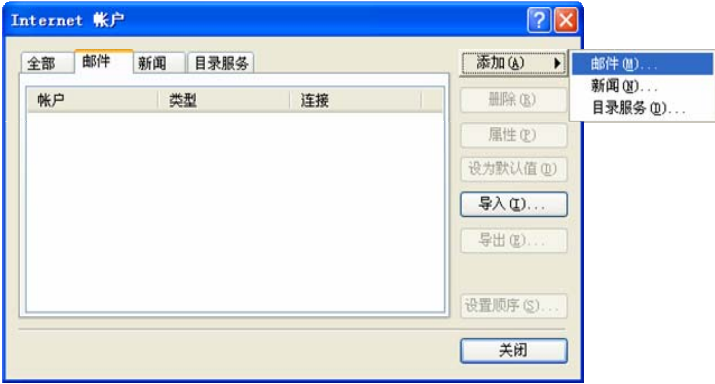 Internet 帐户
全部 邮件 新闻 目录服务
帐户 类型 连接
添加(A)
邮件(M)...
新闻(N)...
目录服务(D)...
删除(R)
属性(P)
设为默认值(D)
导入(I)...
导出(E)...
设置顺序(S)...
关闭